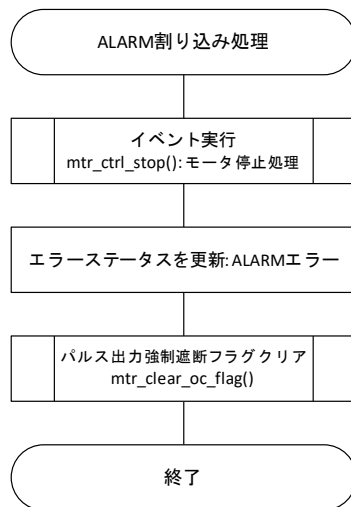 ALARM割り込み処理
イベント実行
mtr_ctrl_stop(): モータ停止処理
エラーステータスを更新: ALARMエラー
パルス出力強制遮断フラグクリア
mtr_clear_oc_flag()
終了